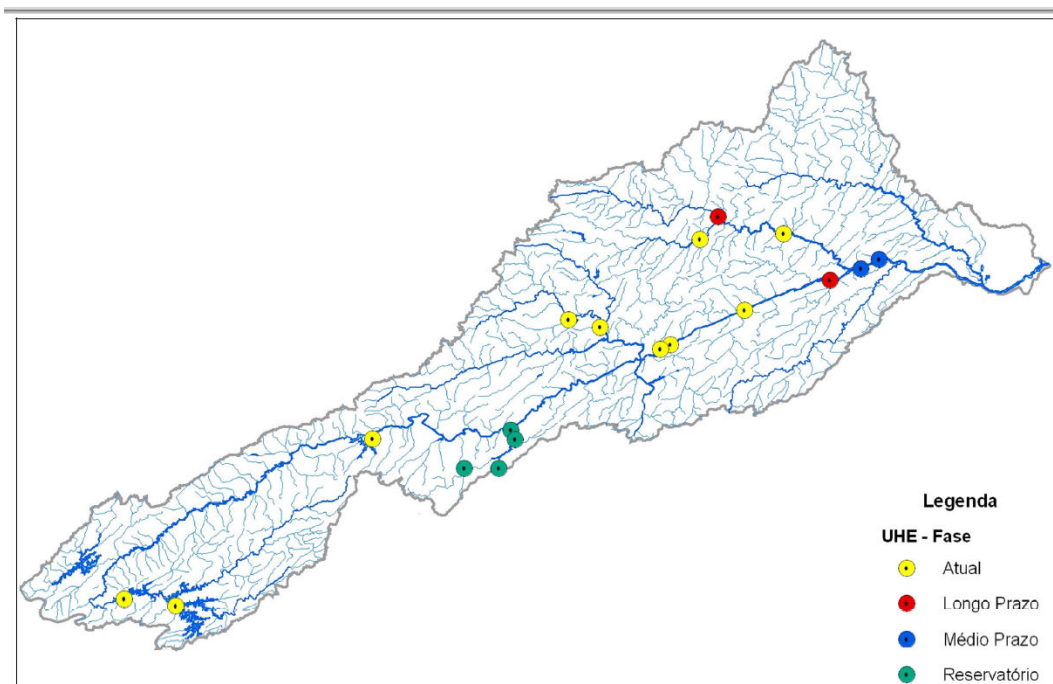 Legenda
UHE - Fase
Atual
Longo Prazo
Médio Prazo
Reservatório